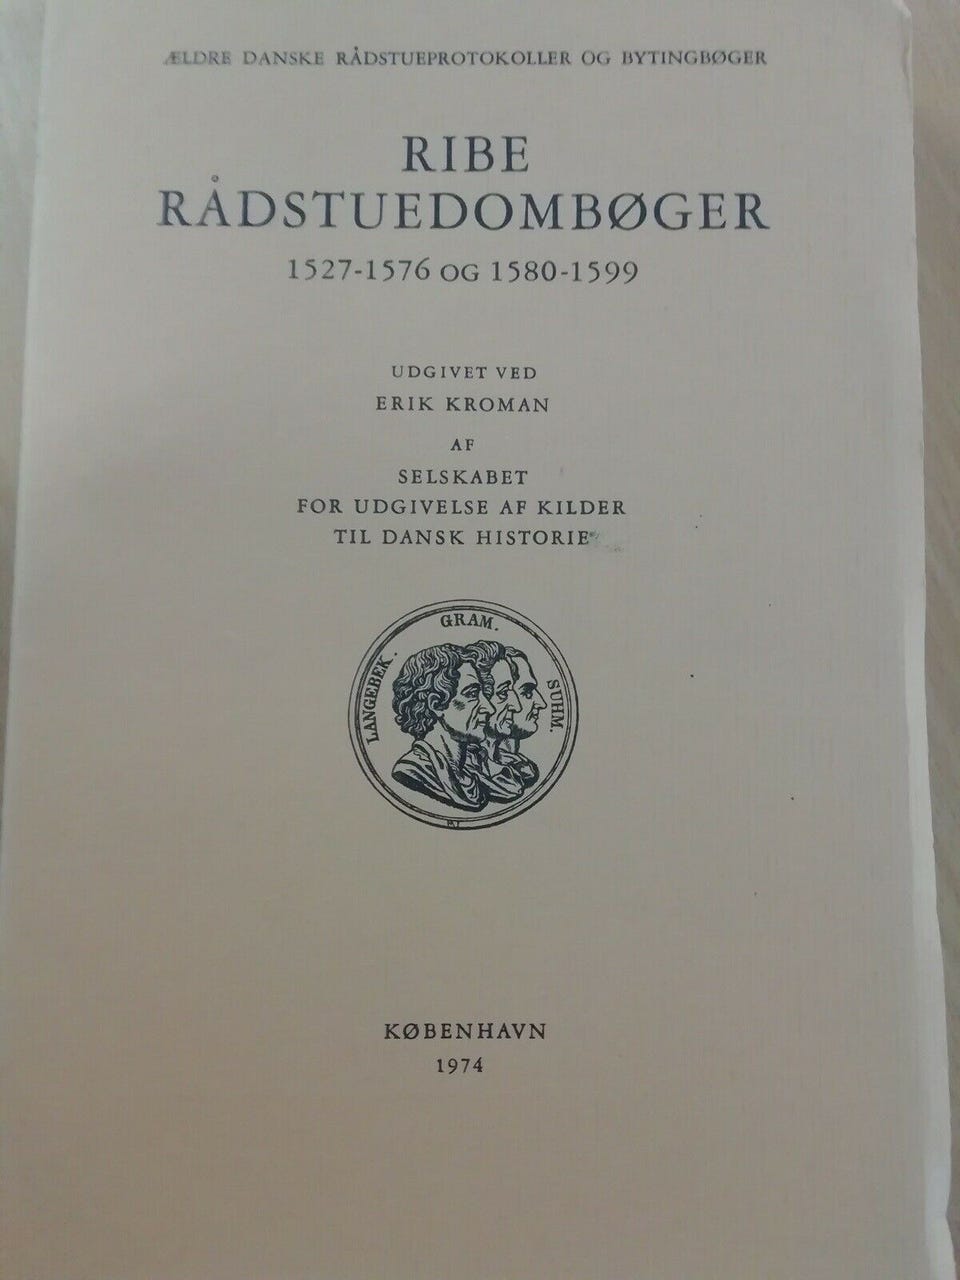 ÆLDRE DANSKE RÅDSTUEPROTOKOLLER OG BYTINGBØGER
RIBE
RÅDSTUEDOMBØGER
1527-1576 OG 1580-1599
UDGIVET VED
ERIK KROMAN
AF
SELSKABET
FOR UDGIVELSE AF KILDER
TIL DANSK HISTORIE
LANGEBEK.
GRAM.
SUHM.
KØBENHAVN
1974